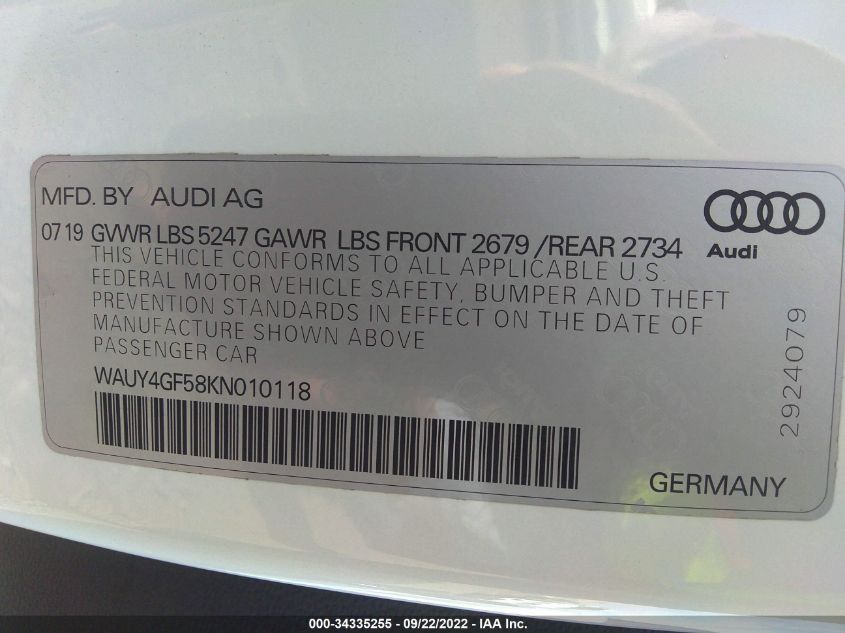 MFD. BY AUDI AG
07 19 GVWR LBS 5247 GAWR LBS FRONT 2679 /REAR 2734
Audi
THIS VEHICLE CONFORMS TO ALL APPLICABLE U.S.
FEDERAL MOTOR VEHICLE SAFETY, BUMPER AND THEFT
PREVENTION STANDARDS IN EFFECT ON THE DATE OF
MANUFACTURE SHOWN ABOVE
PASSENGER CAR
WAUY4GF58KN010118
2924079
GERMANY
000-34335255 - 09/22/2022 - IAA Inc.